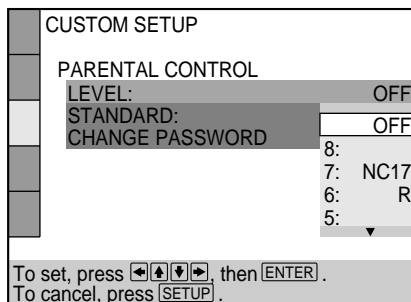 CUSTOM SETUP
PARENTAL CONTROL
LEVEL: OFF
STANDARD:
OFF
CHANGE PASSWORD
8:
7: NC17
6: R
5:
To set, press , then ENTER .
To cancel, press SETUP .